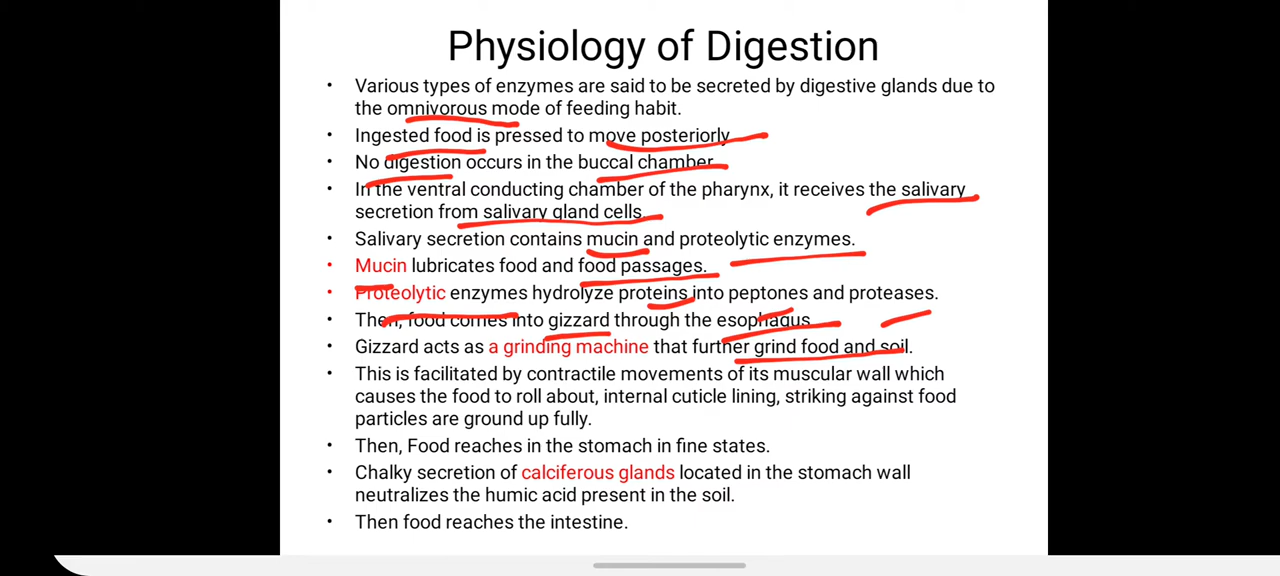 Physiology of Digestion
• Various types of enzymes are said to be secreted by digestive glands due to
the omnivorous mode of feeding habit.
• Ingested food is pressed to move posteriorly
• No digestion occurs in the buccal chamber
• In the ventral conducting chamber of the pharynx, it receives the salivary
secretion from salivary gland cells.
• Salivary secretion contains mucin and proteolytic enzymes.
• Mucin lubricates food and food passages.
• Proteolytic enzymes hydrolyze proteins into peptones and proteases.
• Then, food comes into gizzard through the esophagus
• Gizzard acts as a grinding machine that further grind food and soil.
• This is facilitated by contractile movements of its muscular wall which
causes the food to roll about, internal cuticle lining, striking against food
particles are ground up fully.
• Then, Food reaches in the stomach in fine states.
• Chalky secretion of calciferous glands located in the stomach wall
neutralizes the humic acid present in the soil.
• Then food reaches the intestine.